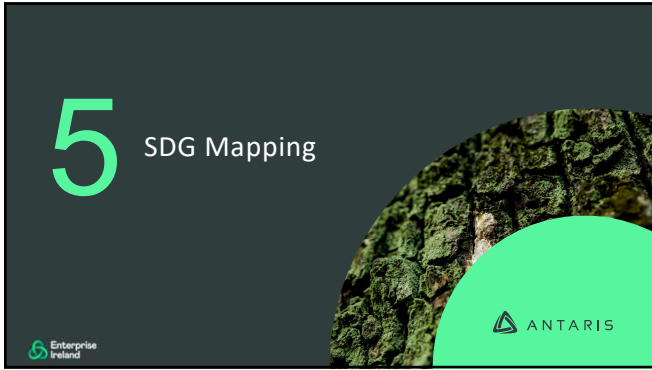 5
SDG Mapping
ANTARIS
Enterprise
Ireland